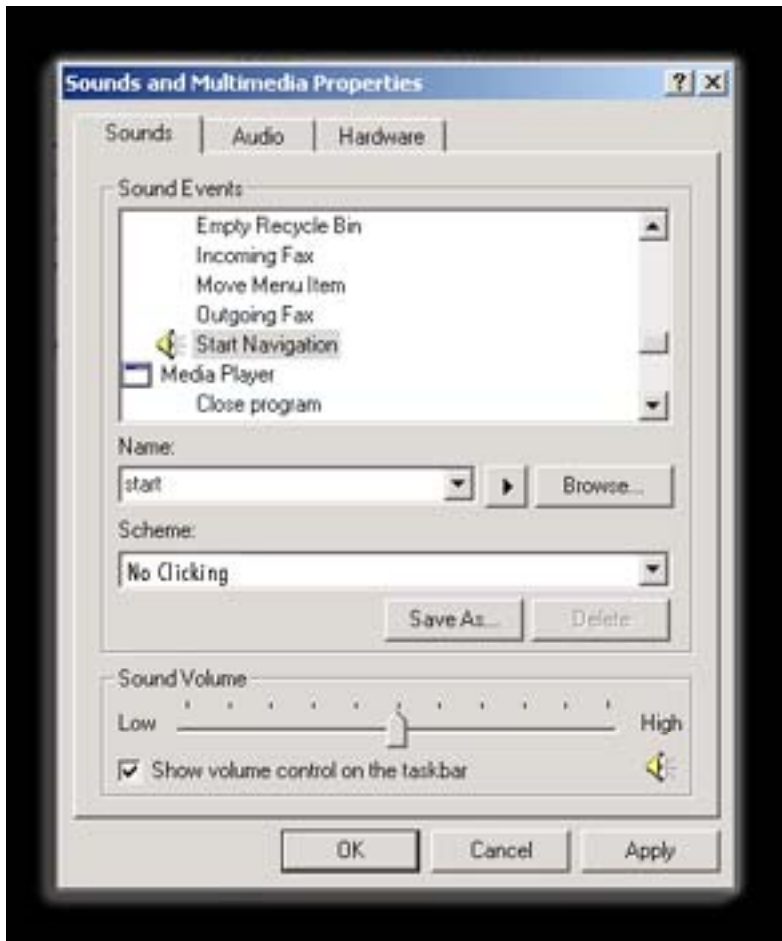 Sounds and Multimedia Properties
Sounds
Audio
Hardware
Sound Events
Empty Recycle Bin
Incoming Fax
Move Menu Item
Outgoing Fax
Start Navigation
Media Player
Close program
Name:
start
Browse...
Scheme:
No Clicking
Save As...
Delete
Sound Volume
Low
High
Show volume control on the taskbar
OK
Cancel
Apply